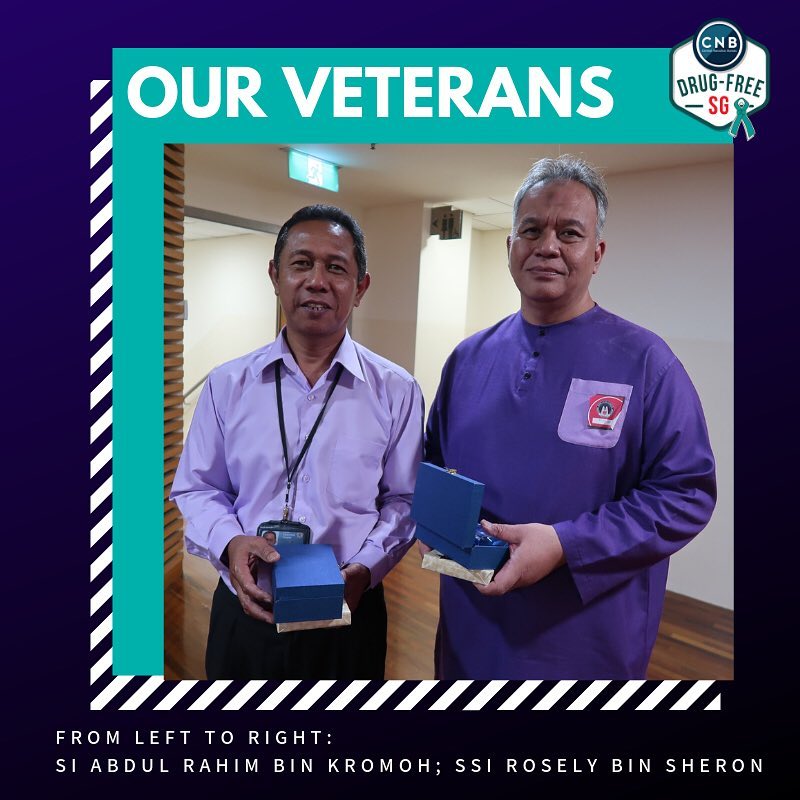 OUR VETERANS
CNB
DRUG-FREE
SG
FROM LEFT TO RIGHT:
SI ABDUL RAHIM BIN KROMOH; SSI ROSELY BIN SHERON